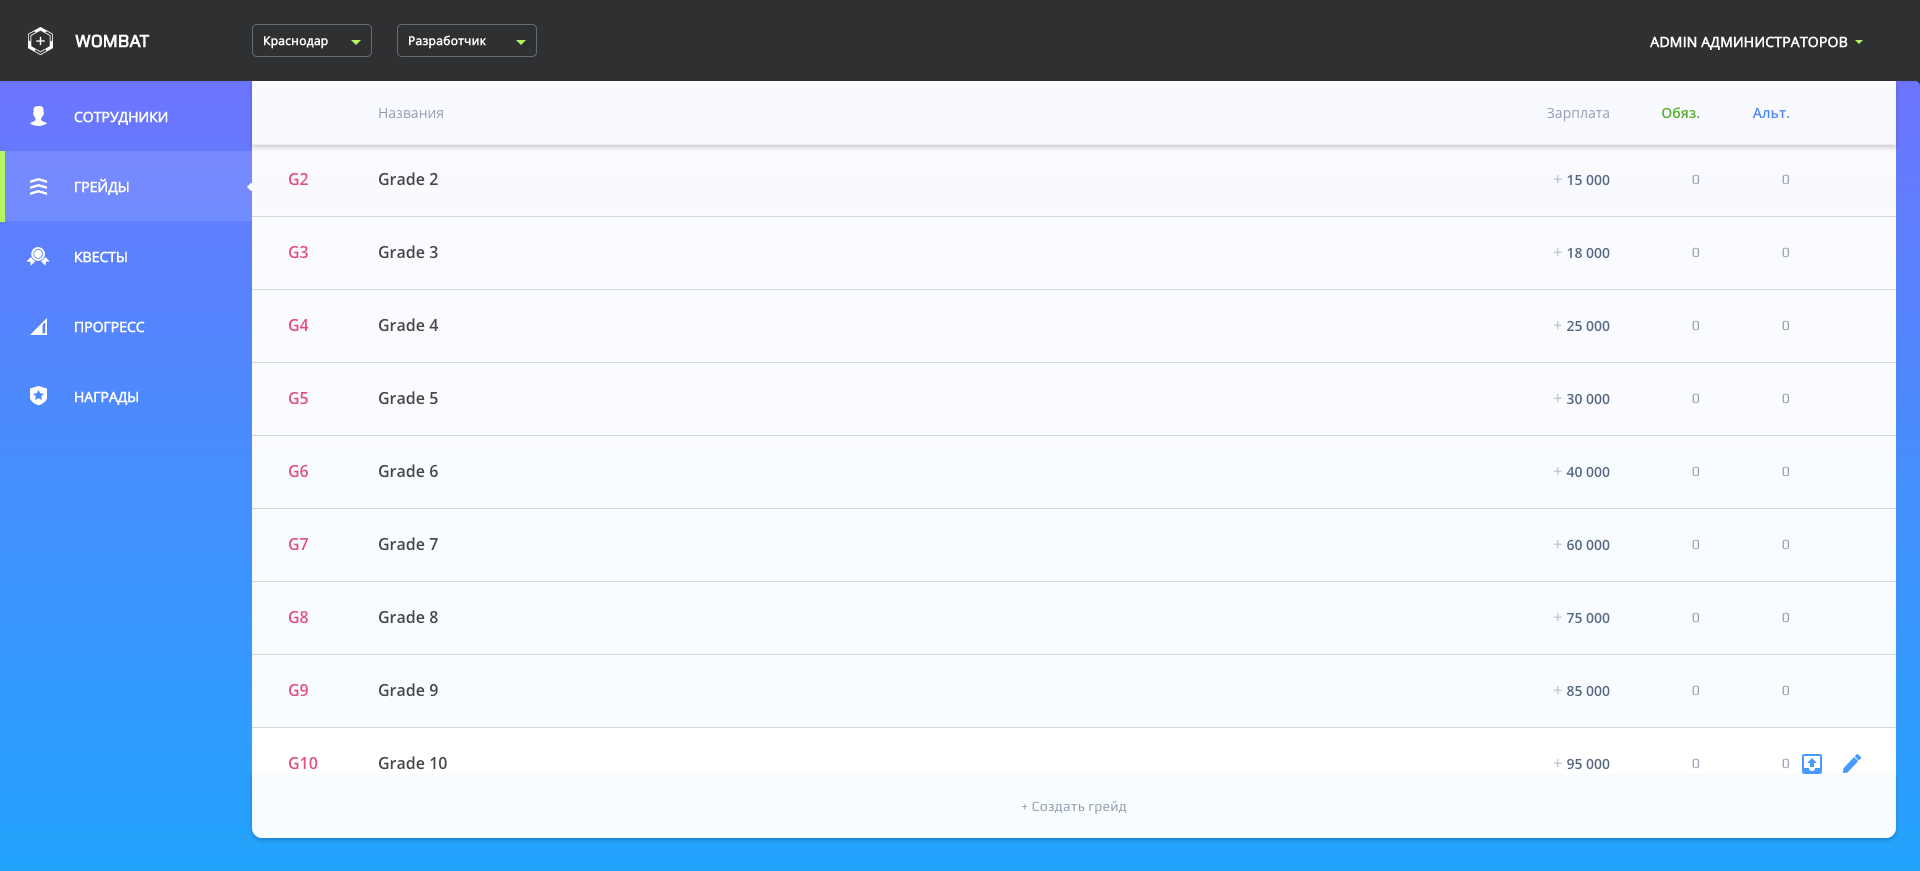 WOMBAT
Краснодар
Разработчик
ADMIN АДМИНИСТРАТОРОВ
СОТРУДНИКИ
ГРЕЙДЫ
КВЕСТЫ
ПРОГРЕСС
НАГРАДЫ
Названия Зарплата Обяз. Альт.
G2 Grade 2 + 15 000 0 0
G3 Grade 3 + 18 000 0 0
G4 Grade 4 + 25 000 0 0
G5 Grade 5 + 30 000 0 0
G6 Grade 6 + 40 000 0 0
G7 Grade 7 + 60 000 0 0
G8 Grade 8 + 75 000 0 0
G9 Grade 9 + 85 000 0 0
G10 Grade 10 + 95 000 0 0
+ Создать грейд